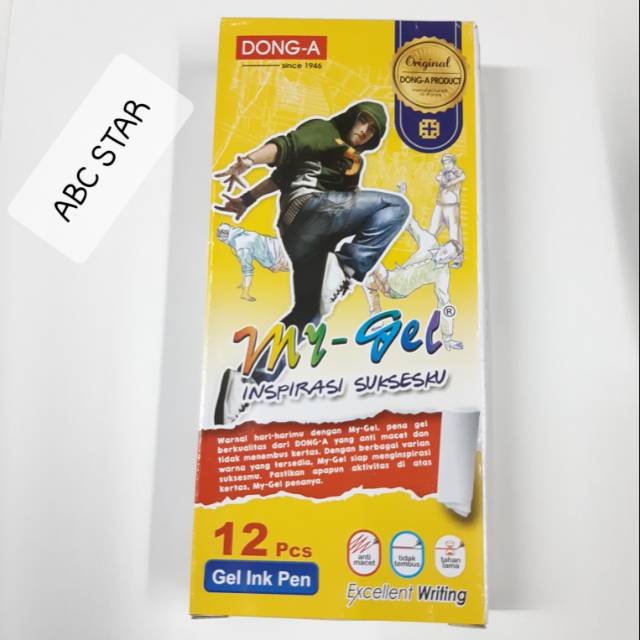 ABC STAR
DONG-A
since 1946
Original
DONG-A PRODUCT
manufactured
in Korea
My-Gel®
INSPIRASI SUKSESKU
Warnai hari-harimu dengan My-Gel, pena gel
berkualitas dari DONG-A yang anti macet dan
tidak menembus kertas. Dengan berbagai varian
warna yang tersedia, My-Gel siap menginspirasi
suksesmu. Pastikan apapun aktivitas di atas
kertas, My-Gel penanya.
12 Pcs
Gel Ink Pen
anti
macet
tidak
tembus
tahan
lama
Excellent Writing